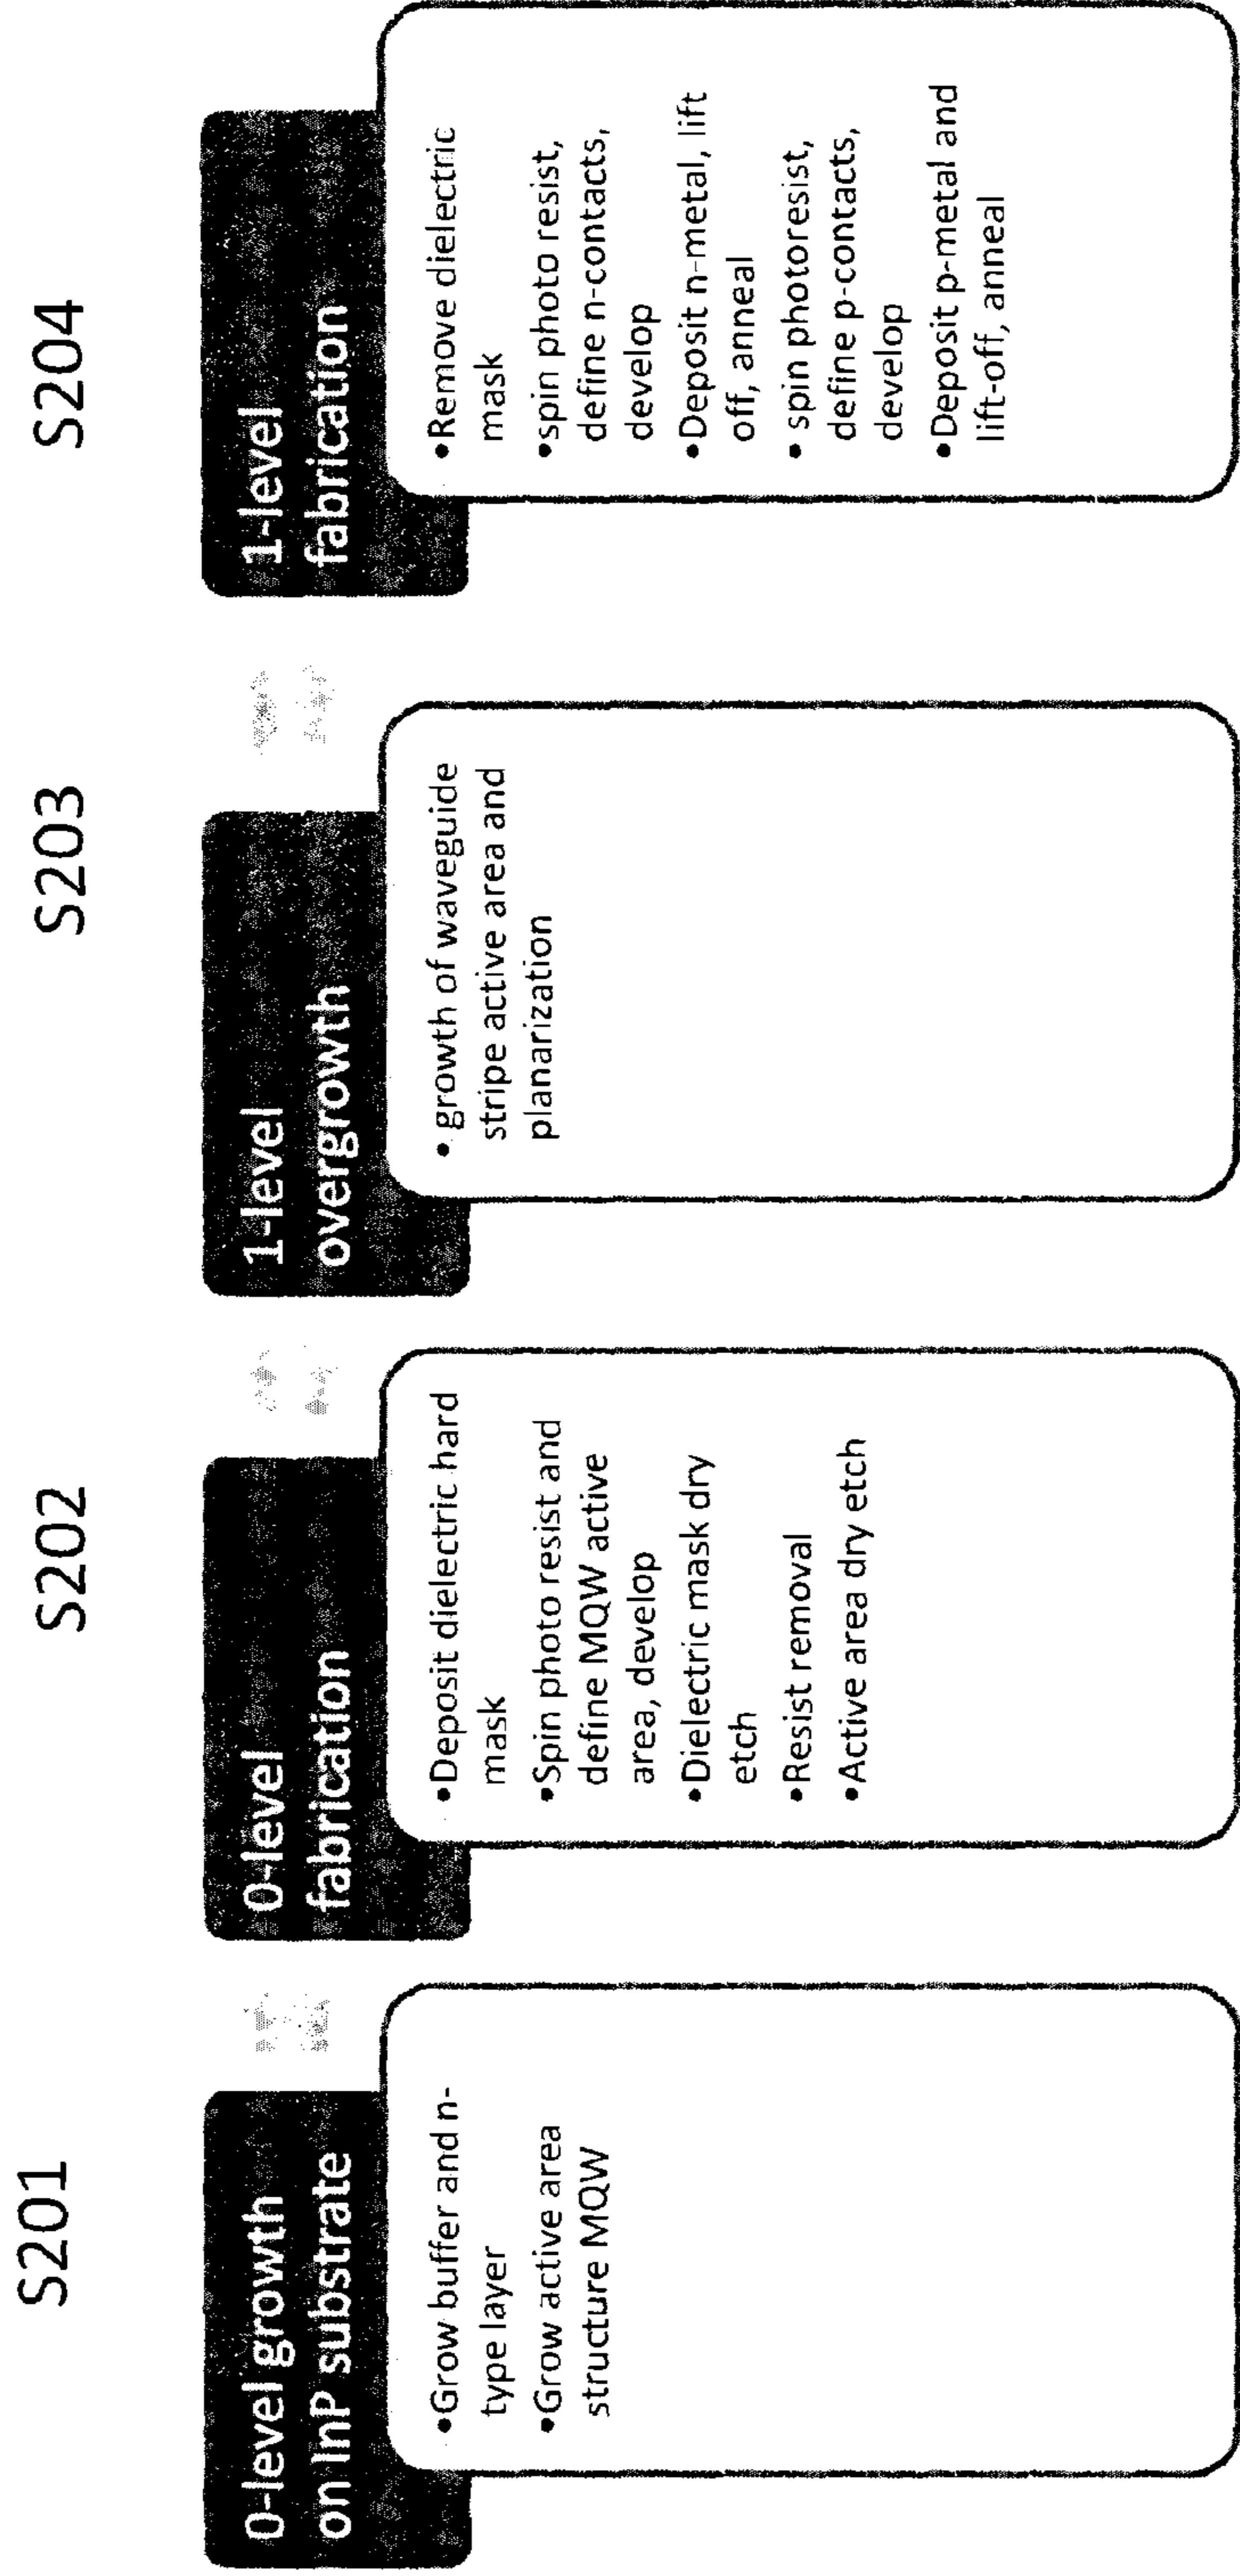 S201
0-level growth
on InP substrate
•Grow buffer and n-
type layer
•Grow active area
structure MQW
S202
0-level
fabrication
•Deposit dielectric hard
mask
•Spin photo resist and
define MQW active
area, develop
•Dielectric mask dry
etch
•Resist removal
•Active area dry etch
S203
1-level
overgrowth
• growth of waveguide
stripe active area and
planarization
S204
1-level
fabrication
•Remove dielectric
mask
•spin photo resist,
define n-contacts,
develop
•Deposit n-metal, lift
off, anneal
• spin photoresist,
define p-contacts,
develop
•Deposit p-metal and
lift-off, anneal